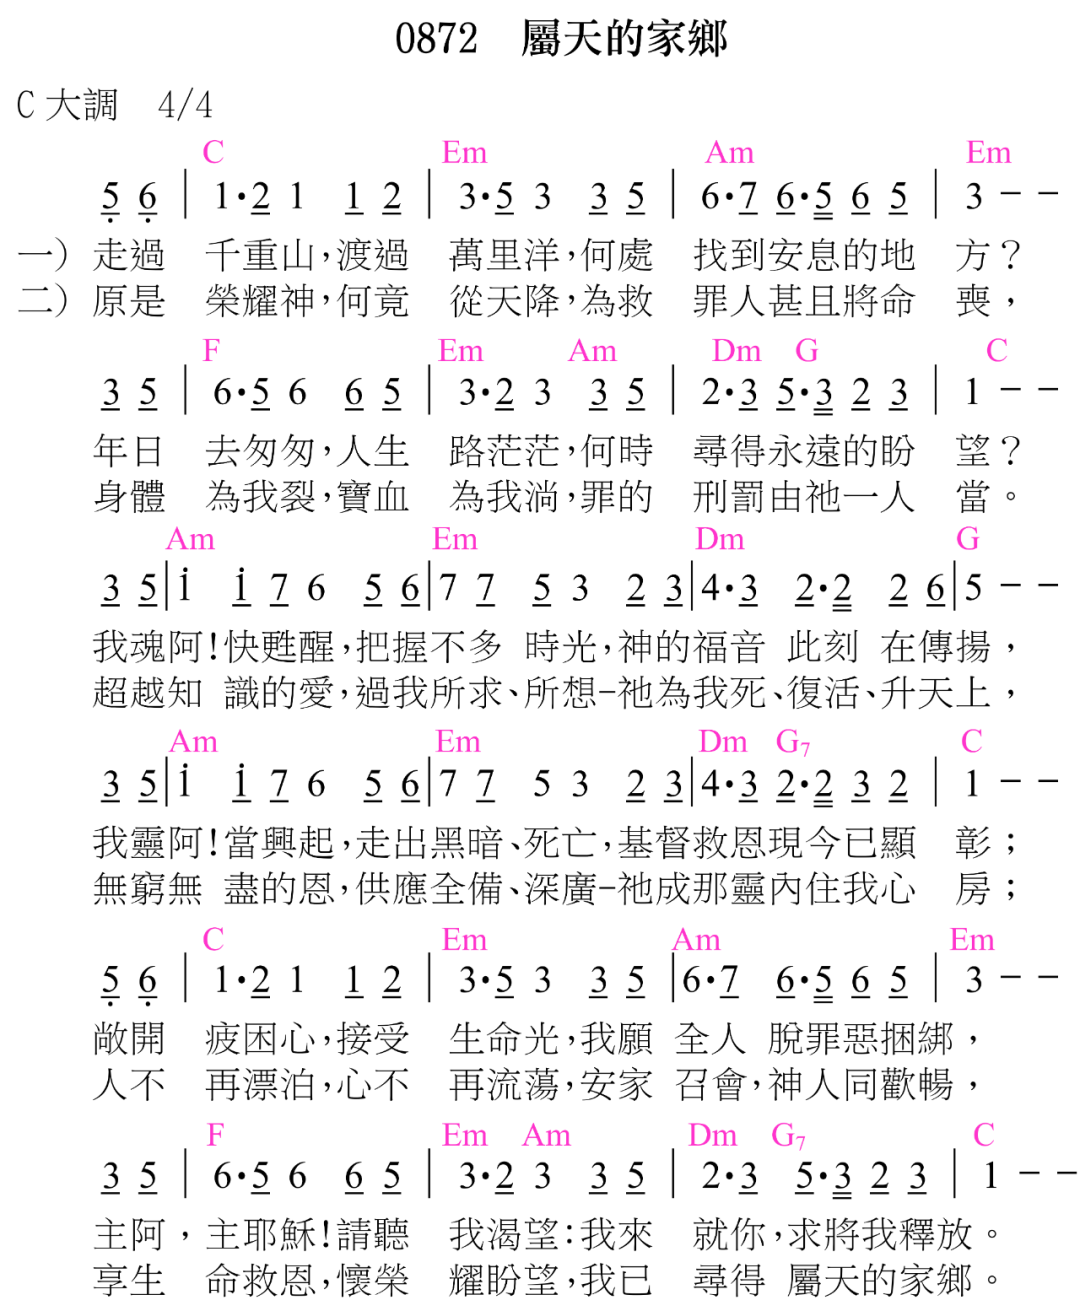 0872 屬天的家鄉
C 大調 4/4
C Em Am Em
5̣ 6̣ | 1·2 1 1 2 | 3·5 3 3 5 | 6·7 6·5 6 5 | 3 - -
一) 走過 千重山,渡過 萬里洋,何處 找到安息的地 方?
二) 原是 榮耀神,何竟 從天降,為救 罪人甚且將命 喪,
F Em Am Dm G C
3 5 | 6·5 6 6 5 | 3·2 3 3 5 | 2·3 5·3 2 3 | 1 - -
年日 去匆匆,人生 路茫茫,何時 尋得永遠的盼 望?
身體 為我裂,寶血 為我淌,罪的 刑罰由祂一人 當。
Am Em Dm G
3 5|i i 7 6 5 6|7 7 5 3 2 3|4·3 2·2 2 6|5 - -
我魂阿!快甦醒,把握不多 時光,神的福音 此刻 在傳揚,
超越知 識的愛,過我所求、所想-祂為我死、復活、升天上,
Am Em Dm G7 C
3 5|i i 7 6 5 6|7 7 5 3 2 3|4·3 2·2 3 2 | 1 - -
我靈阿!當興起,走出黑暗、死亡,基督救恩現今已顯 彰;
無窮無 盡的恩,供應全備、深廣-祂成那靈內住我心 房;
C Em Am Em
5̣ 6̣ | 1·2 1 1 2 | 3·5 3 3 5 |6·7 6·5 6 5 | 3 - -
敞開 疲困心,接受 生命光,我願 全人 脫罪惡捆綁,
人不 再漂泊,心不 再流蕩,安家 召會,神人同歡暢,
F Em Am Dm G7 C
3 5 | 6·5 6 6 5 | 3·2 3 3 5 | 2·3 5·3 2 3 | 1 - -
主阿,主耶穌!請聽 我渴望:我來 就你,求將我釋放。
享生 命救恩,懷榮 耀盼望,我已 尋得 屬天的家鄉。